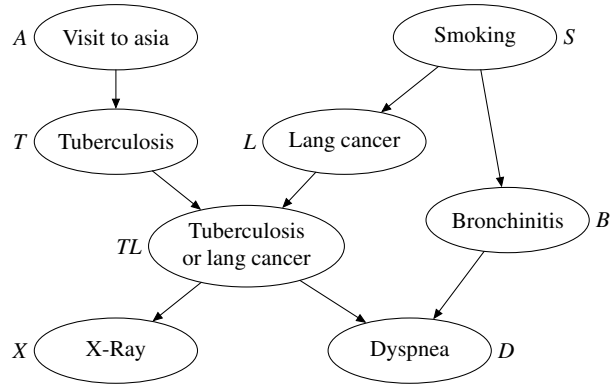 A
Visit to asia
Smoking
S
T
Tuberculosis
L
Lang cancer
TL
Tuberculosis
or lang cancer
Bronchinitis
B
X
X-Ray
Dyspnea
D